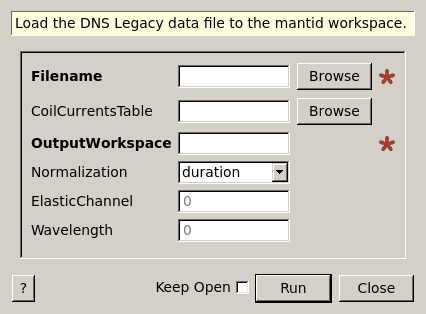 Load the DNS Legacy data file to the mantid workspace.
Filename Browse *
CoilCurrentsTable Browse
OutputWorkspace *
Normalization duration
ElasticChannel 0
Wavelength 0
? Keep Open Run Close